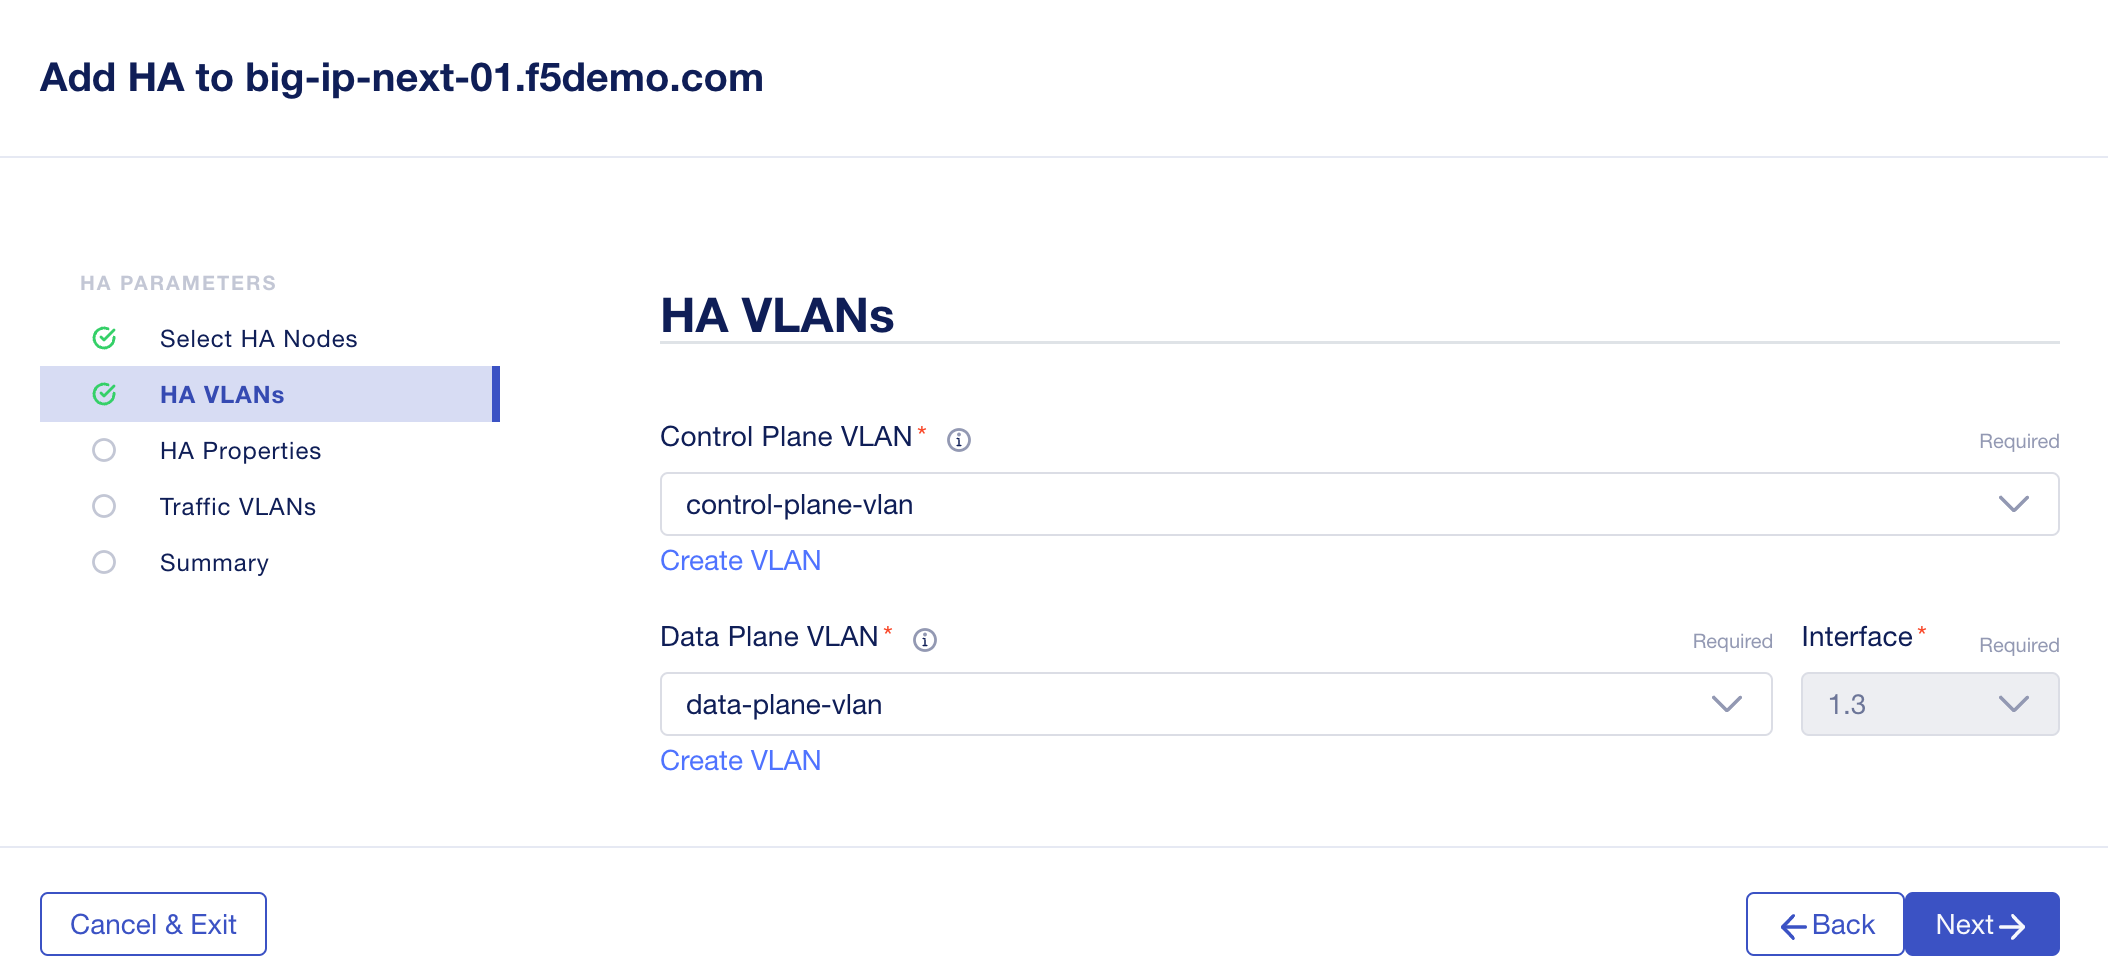 Add HA to big-ip-next-01.f5demo.com
HA PARAMETERS
Select HA Nodes
HA VLANs
HA Properties
Traffic VLANs
Summary
HA VLANs
Control Plane VLAN* Required
control-plane-vlan
Create VLAN
Data Plane VLAN* Required
data-plane-vlan
Create VLAN
Interface* Required
1.3
Cancel & Exit
Back
Next